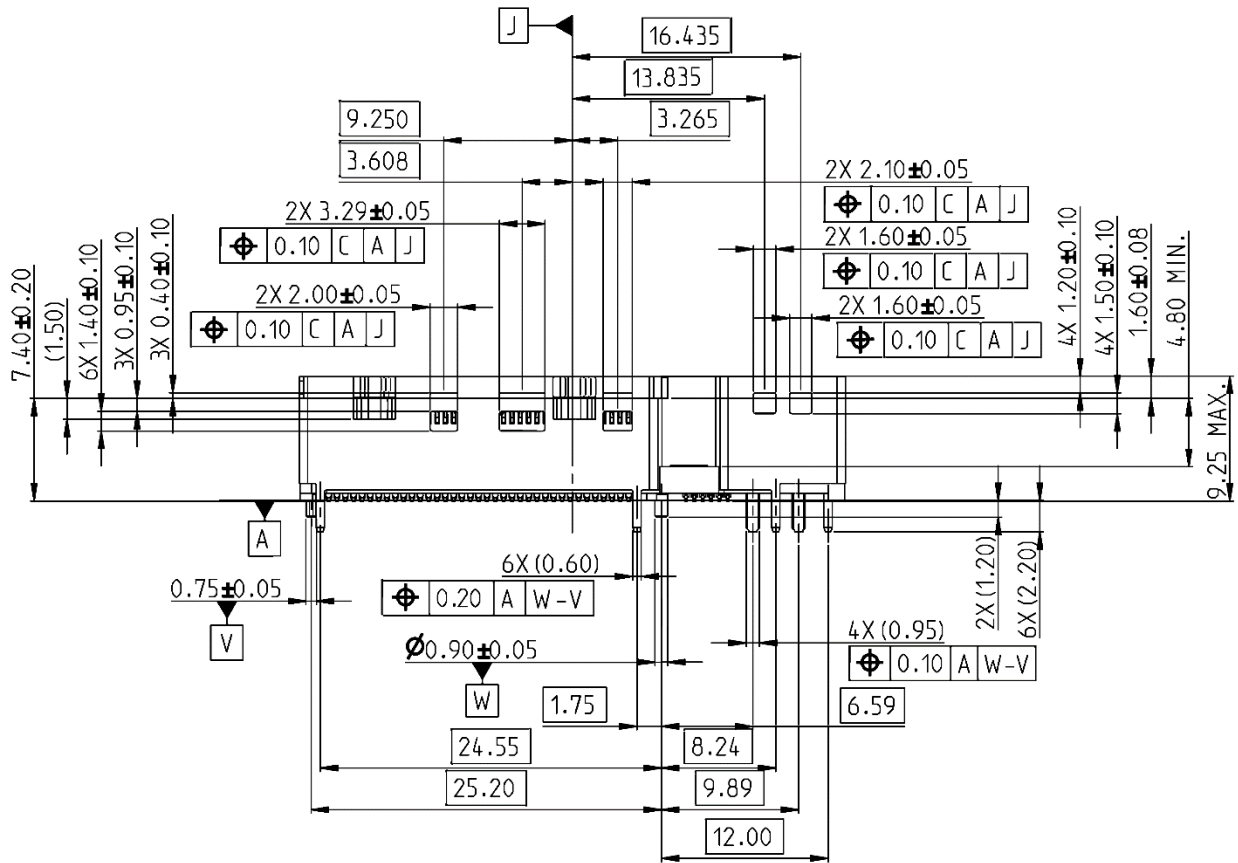 J
16.435
13.835
9.250
3.265
3.608
2X 2.10±0.05
⌖ 0.10 C A J
2X 3.29±0.05
⌖ 0.10 C A J
2X 1.60±0.05
⌖ 0.10 C A J
2X 2.00±0.05
⌖ 0.10 C A J
2X 1.60±0.05
⌖ 0.10 C A J
7.40±0.20
(1.50)
6X 1.40±0.10
3X 0.95±0.10
3X 0.40±0.10
4X 1.20±0.10
4X 1.50±0.10
1.60±0.08
4.80 MIN.
9.25 MAX.
A
0.75±0.05
V
6X (0.60)
⌖ 0.20 A W-V
Ø0.90±0.05
W
2X (1.20)
6X (2.20)
4X (0.95)
⌖ 0.10 A W-V
1.75
6.59
24.55
8.24
25.20
9.89
12.00